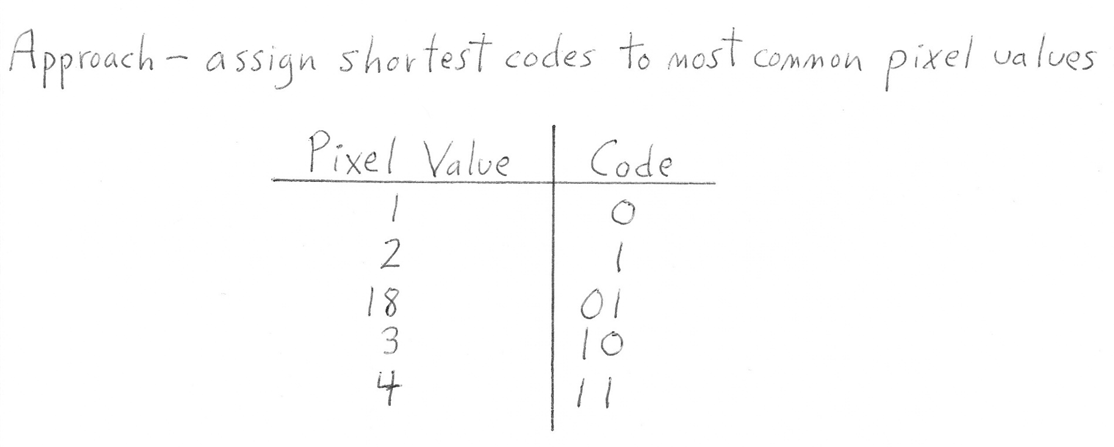 Approach – assign shortest codes to most common pixel values
Pixel Value Code
1 0
2 1
18 01
3 10
4 11